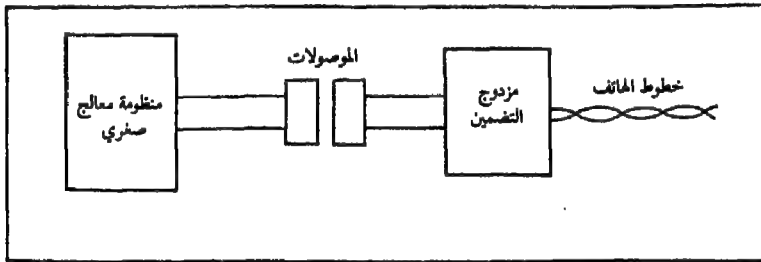 الموصولات
خطوط الهاتف
مزدوج
التضمين
منظومة معالج
صغري